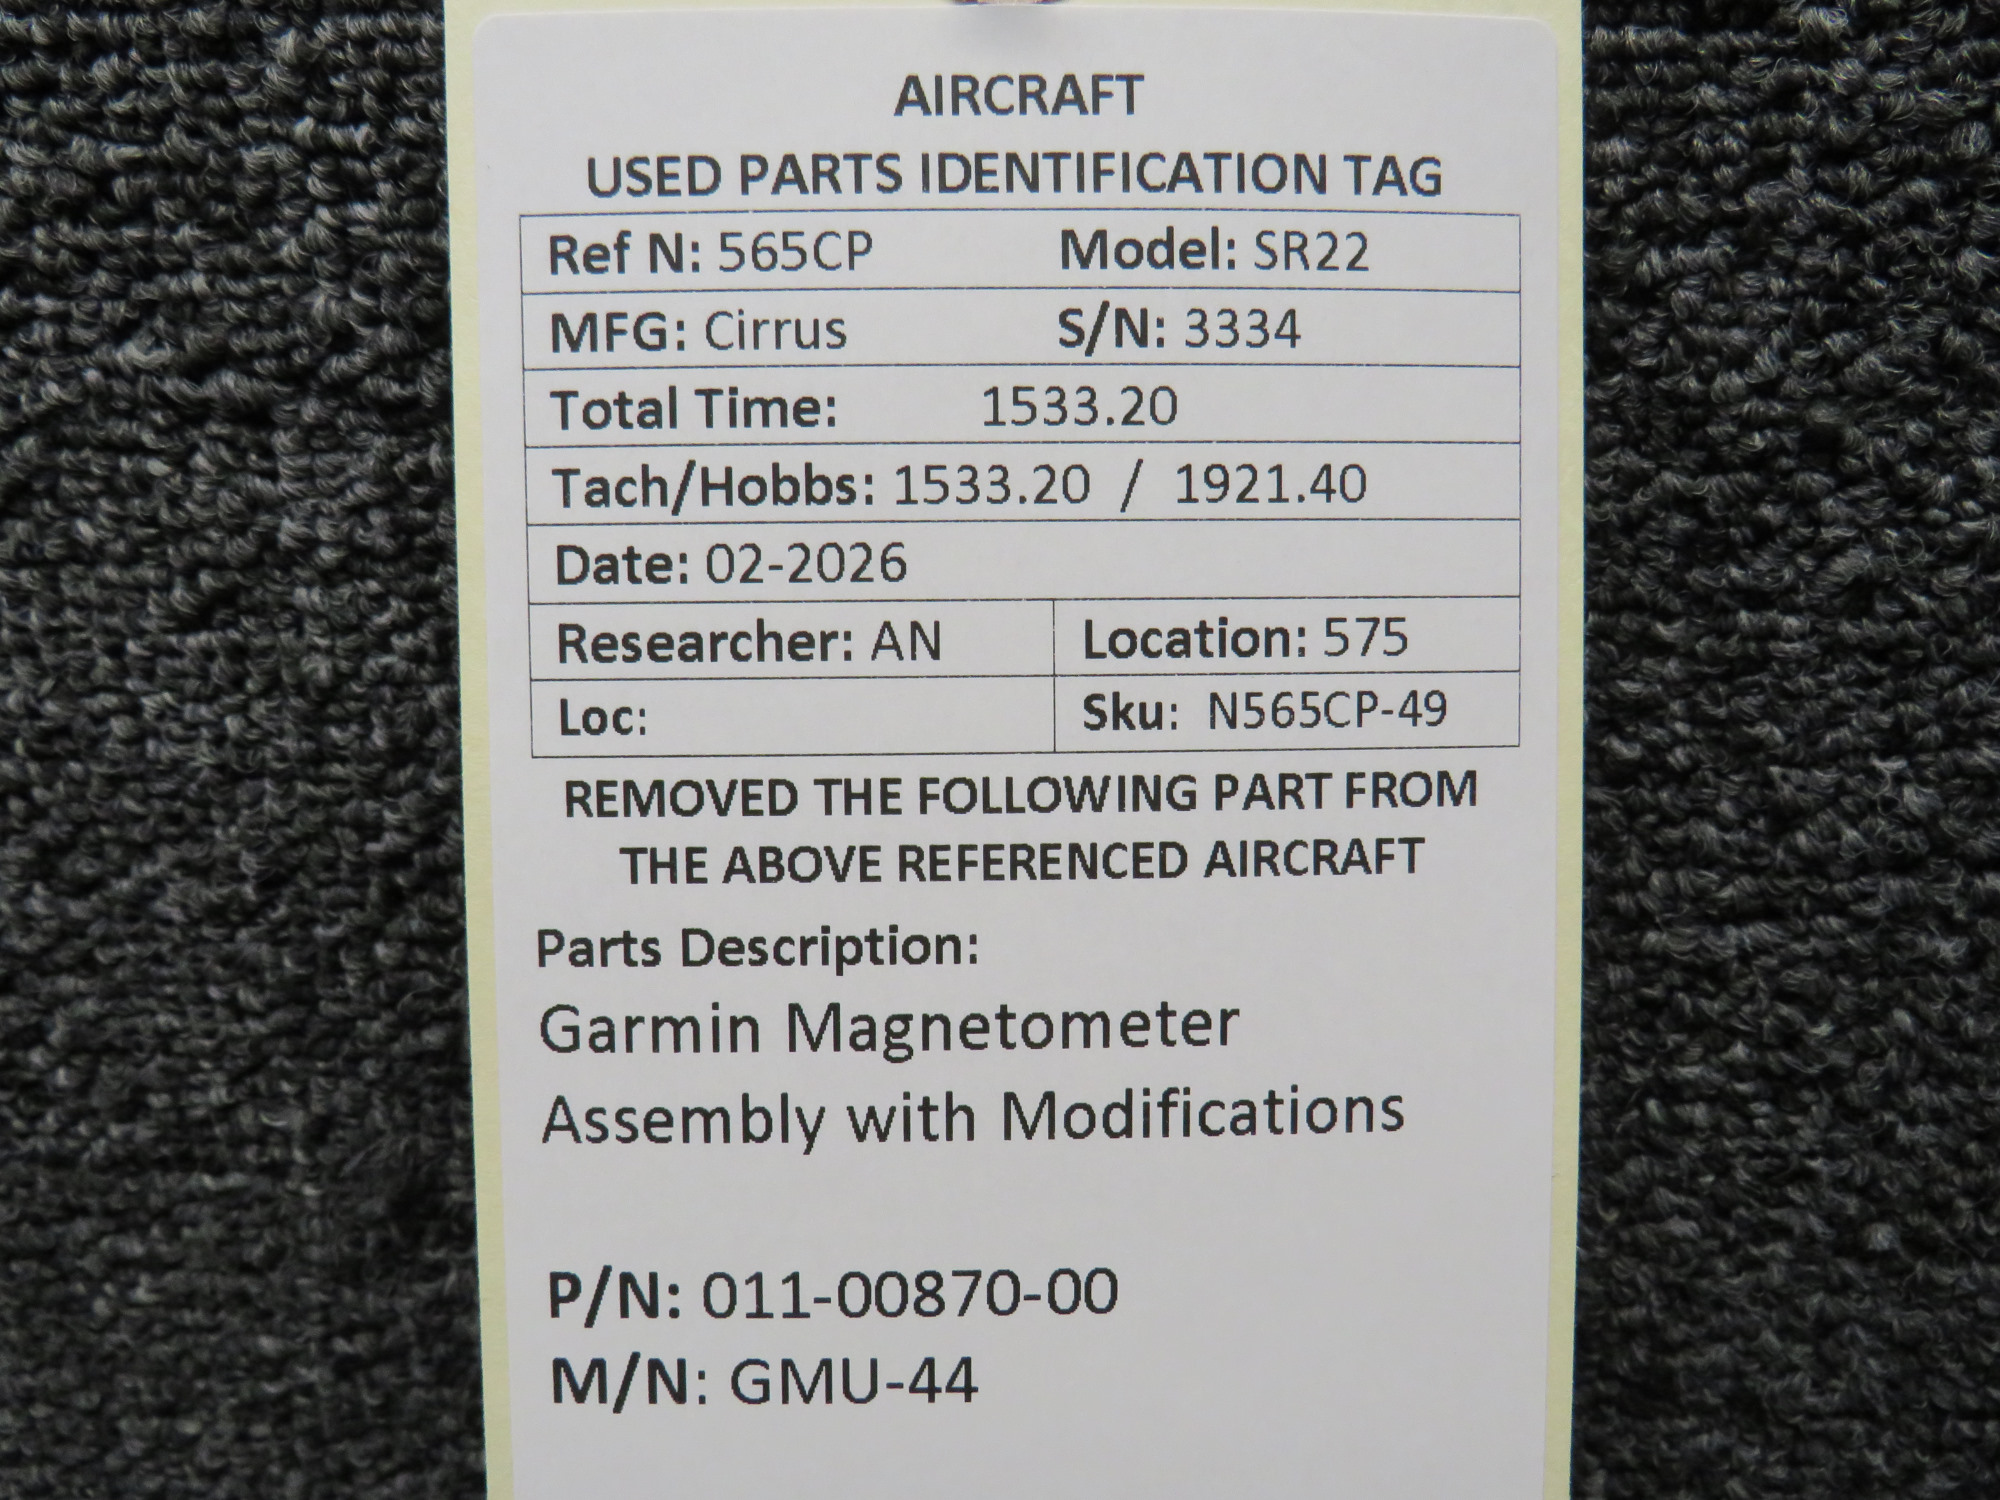 AIRCRAFT
USED PARTS IDENTIFICATION TAG
Ref N: 565CP Model: SR22
MFG: Cirrus S/N: 3334
Total Time: 1533.20
Tach/Hobbs: 1533.20 / 1921.40
Date: 02-2026
Researcher: AN Location: 575
Loc: Sku: N565CP-49
REMOVED THE FOLLOWING PART FROM
THE ABOVE REFERENCED AIRCRAFT
Parts Description:
Garmin Magnetometer
Assembly with Modifications
P/N: 011-00870-00
M/N: GMU-44